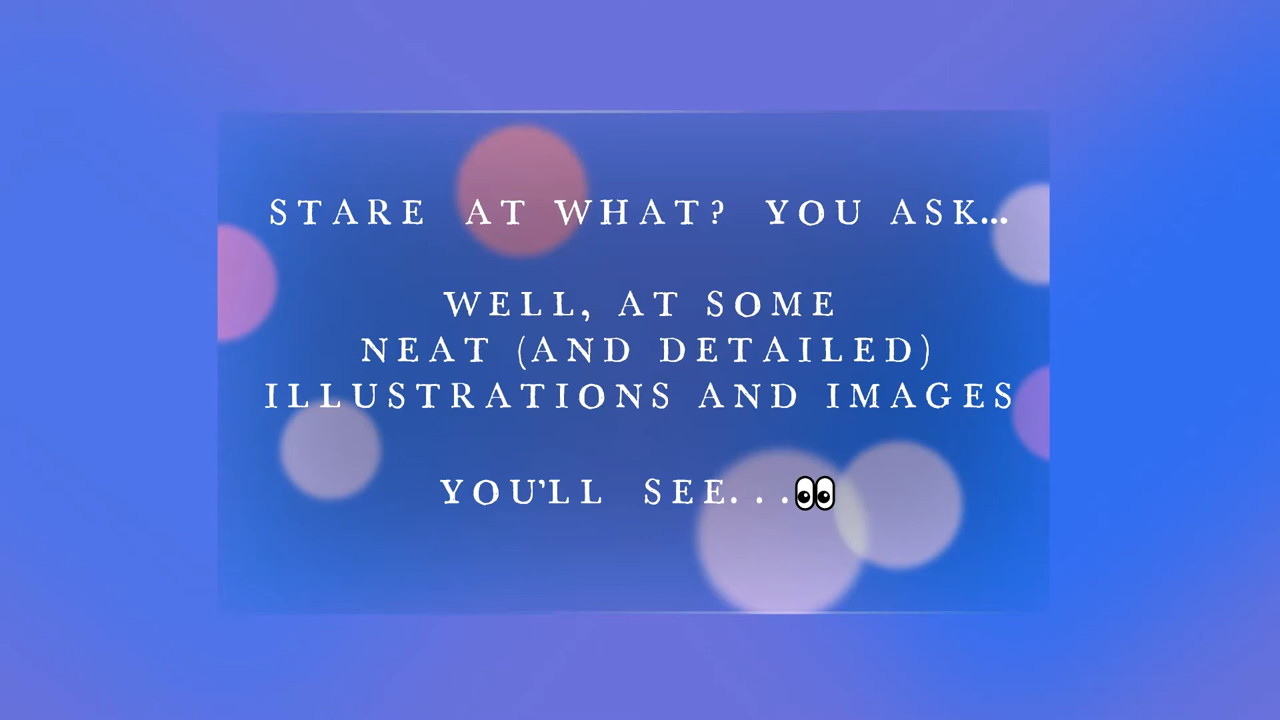 STARE AT WHAT? YOU ASK...
WELL, AT SOME
NEAT (AND DETAILED)
ILLUSTRATIONS AND IMAGES
YOU'LL SEE...👀